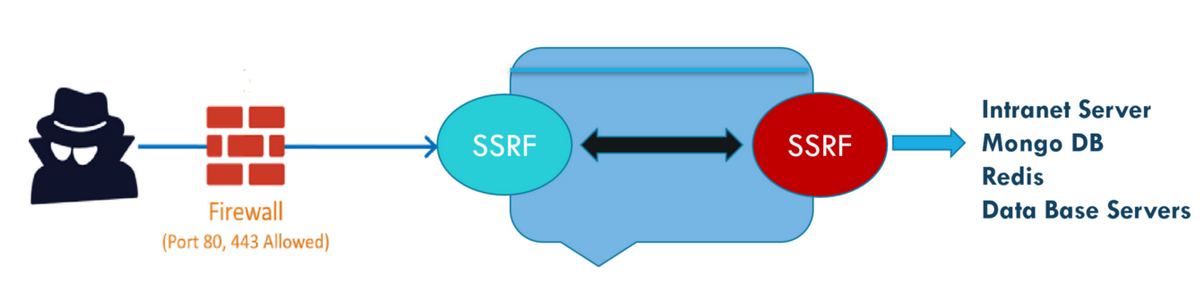 SSRF
SSRF
Intranet Server
Mongo DB
Redis
Data Base Servers
Firewall
(Port 80, 443 Allowed)